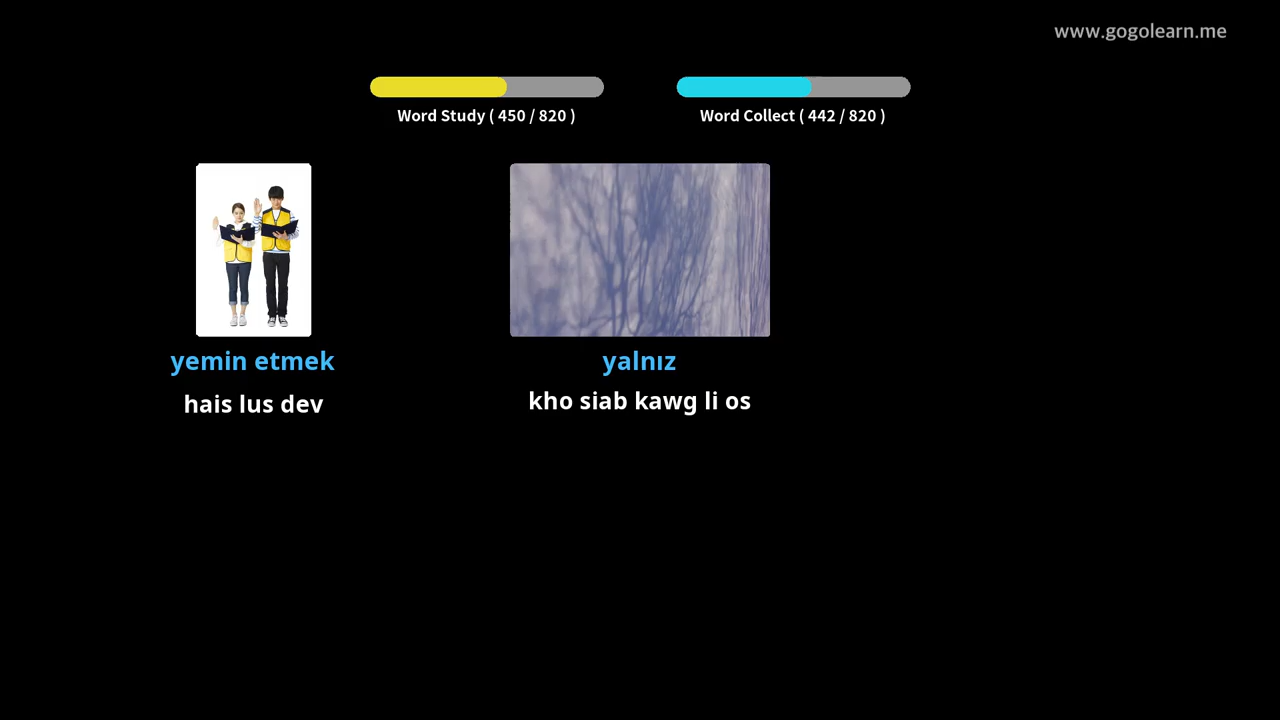 www.gogolearn.me
Word Study ( 450 / 820 )
Word Collect ( 442 / 820 )
yemin etmek
hais lus dev
yalnız
kho siab kawg li os